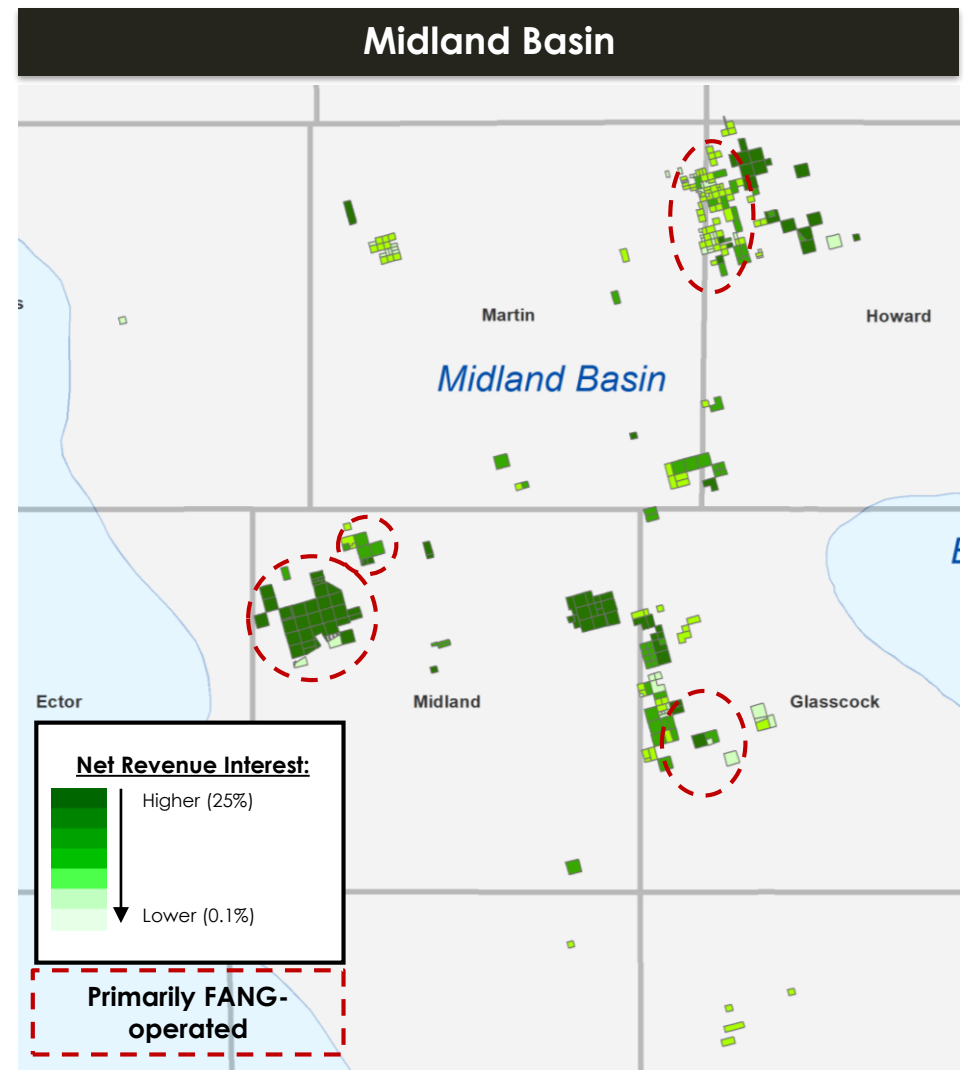 Midland Basin
s
Martin
Howard
Midland Basin
E
Ector
Midland
Glasscock
Net Revenue Interest:
Higher (25%)
Lower (0.1%)
Primarily FANG-
operated